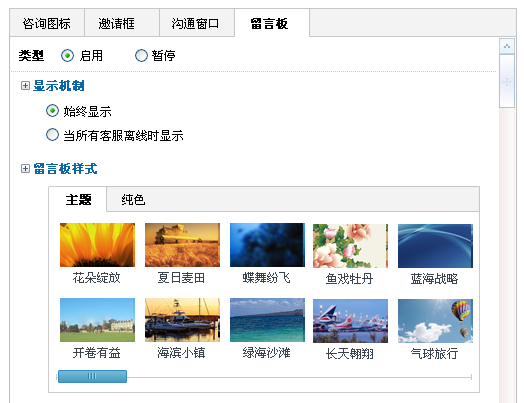 咨询图标 邀请框 沟通窗口 留言板
类型 启用 暂停
显示机制
始终显示
当所有客服离线时显示
留言板样式
主题 纯色
花朵绽放 夏日麦田 蝶舞纷飞 鱼戏牡丹 蓝海战略
开卷有益 海滨小镇 绿海沙滩 长天翱翔 气球旅行